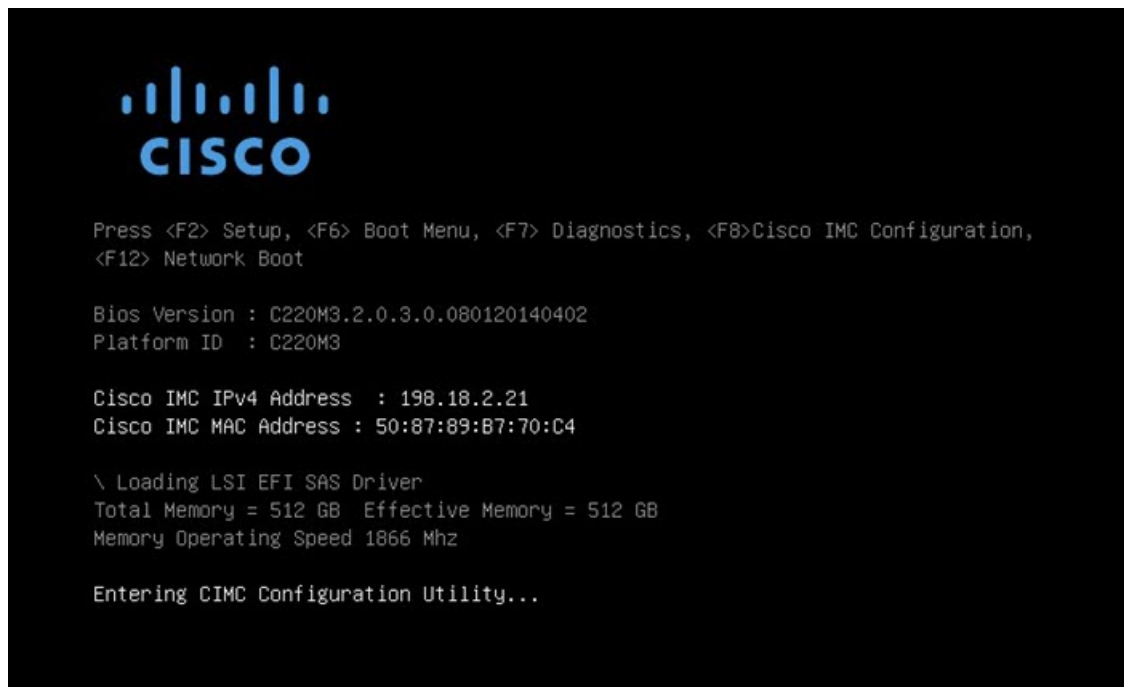 CISCO
Press <F2> Setup, <F6> Boot Menu, <F7> Diagnostics, <F8>Cisco IMC Configuration,
<F12> Network Boot
Bios Version : C220M3.2.0.3.0.080120140402
Platform ID  : C220M3
Cisco IMC IPv4 Address  : 198.18.2.21
Cisco IMC MAC Address : 50:87:89:B7:70:C4
\ Loading LSI EFI SAS Driver
Total Memory = 512 GB  Effective Memory = 512 GB
Memory Operating Speed 1866 Mhz
Entering CIMC Configuration Utility...